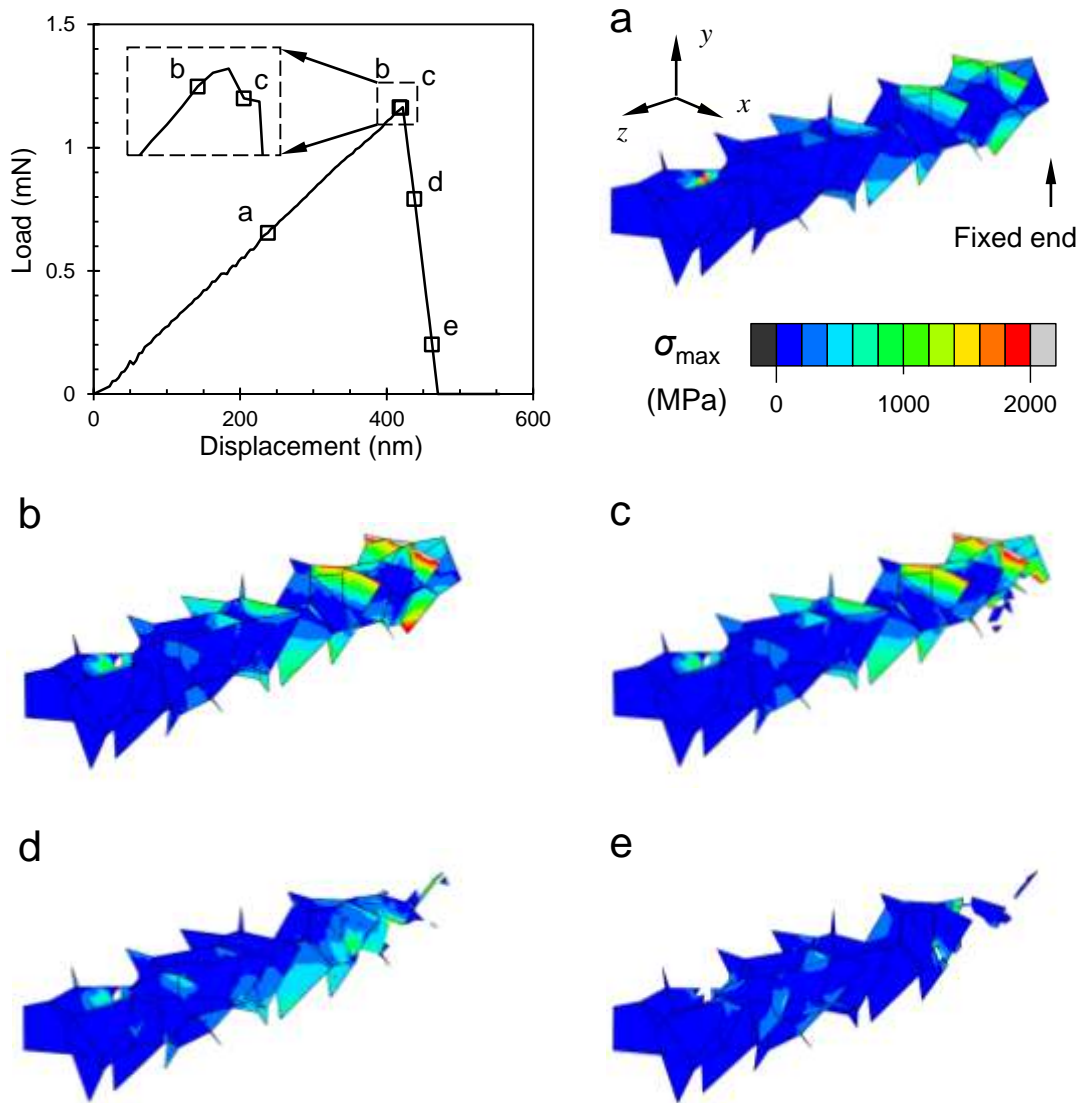 1.5
1
0.5
0
0
200
400
600
Load (mN)
Displacement (nm)
b
c
b
c
a
d
e
a
y
z
x
Fixed end
σmax
(MPa)
0
1000
2000
b
c
d
e